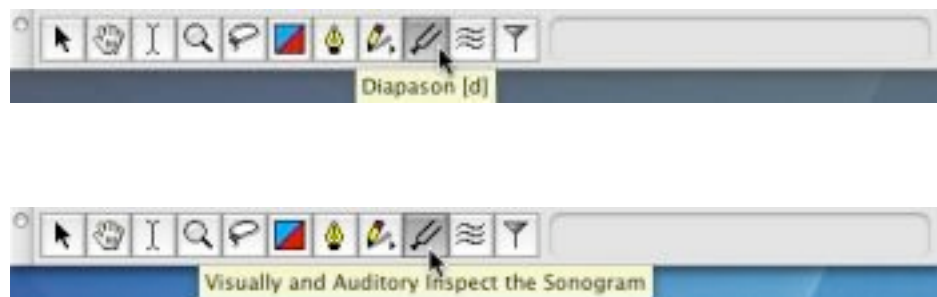 Diapason [d]
Visually and Auditory Inspect the Sonogram